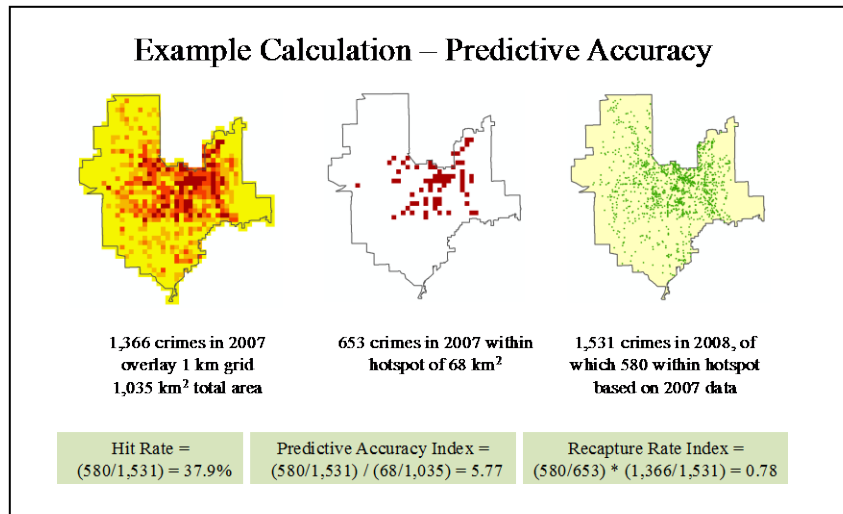 Example Calculation – Predictive Accuracy
1,366 crimes in 2007
overlay 1 km grid
1,035 km² total area
653 crimes in 2007 within
hotspot of 68 km²
1,531 crimes in 2008, of
which 580 within hotspot
based on 2007 data
Hit Rate =
(580/1,531) = 37.9%
Predictive Accuracy Index =
(580/1,531) / (68/1,035) = 5.77
Recapture Rate Index =
(580/653) * (1,366/1,531) = 0.78